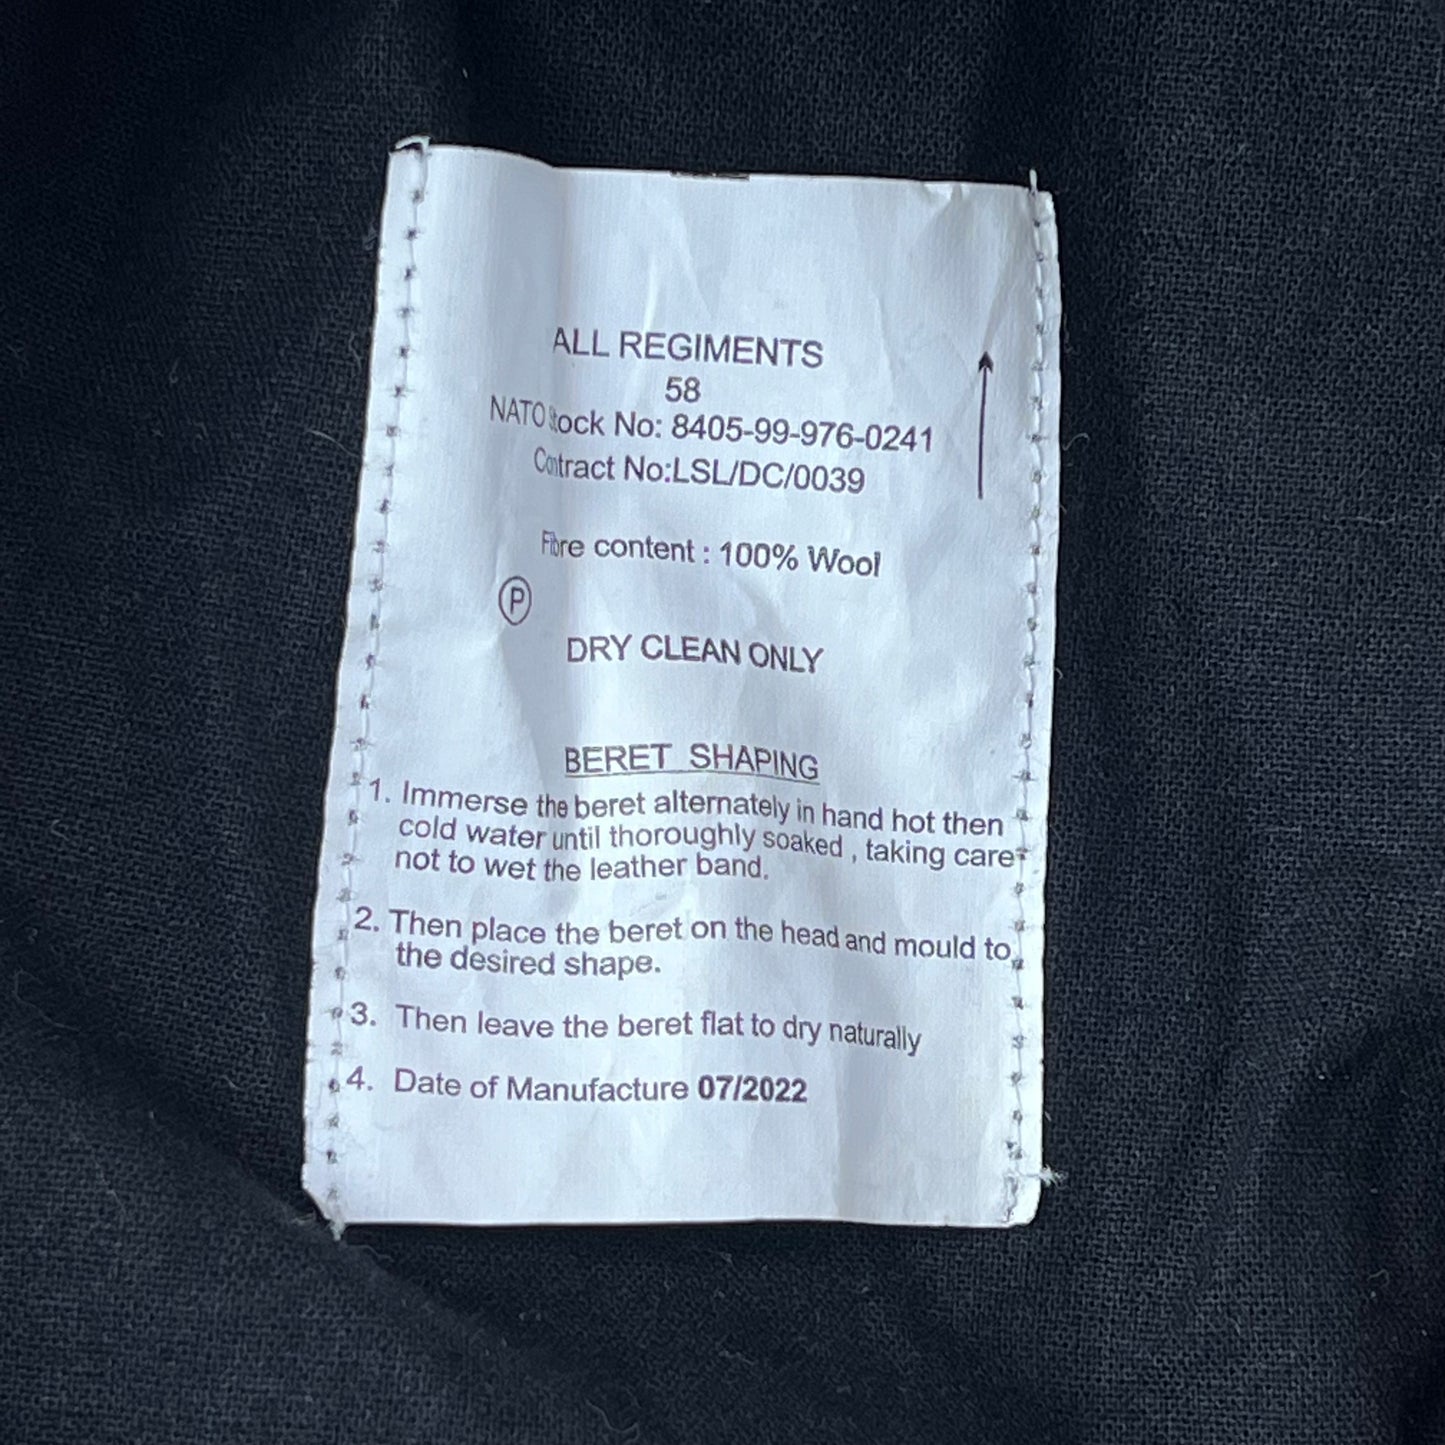 ALL REGIMENTS
58
NATO Stock No: 8405-99-976-0241
Contract No:LSL/DC/0039
Fibre content : 100% Wool
P
DRY CLEAN ONLY
BERET SHAPING
1. Immerse the beret alternately in hand hot then
cold water until thoroughly soaked , taking care
not to wet the leather band.
2. Then place the beret on the head and mould to
the desired shape.
3. Then leave the beret flat to dry naturally
4. Date of Manufacture 07/2022